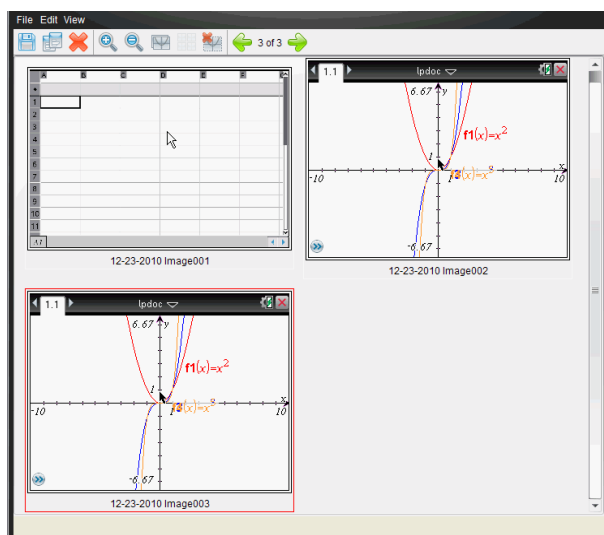 File Edit View
3 of 3
A B C D E F
1
2
3
4
5
6
7
8
9
10
11
12-23-2010 Image001
1.1 lpdoc
6.67 y
f1(x)=x²
1
x
-10
1
10
-6.67
12-23-2010 Image002
1.1 lpdoc
6.67 y
f1(x)=x²
1
x
-10
1
10
-6.67
12-23-2010 Image003